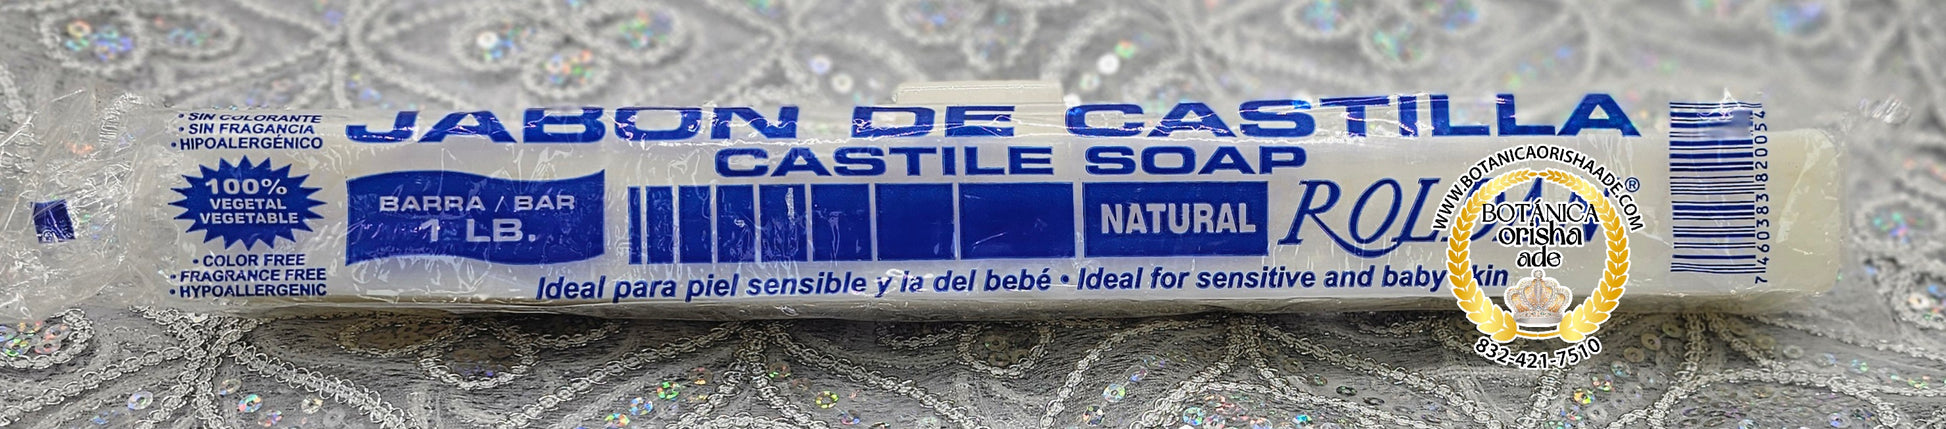 • SIN COLORANTE
• SIN FRAGANCIA
• HIPOALERGÉNICO
100%
VEGETAL
VEGETABLE
• COLOR FREE
• FRAGRANCE FREE
• HYPOALLERGENIC
JABON DE CASTILLA
CASTILE SOAP
BARRA / BAR
1 LB.
NATURAL
®
Ideal para piel sensible y la del bebé • Ideal for sensitive and baby
WWW.BOTANICAORISHAADE.COM
BOTÁNICA
orisha
ade
832-421-7510